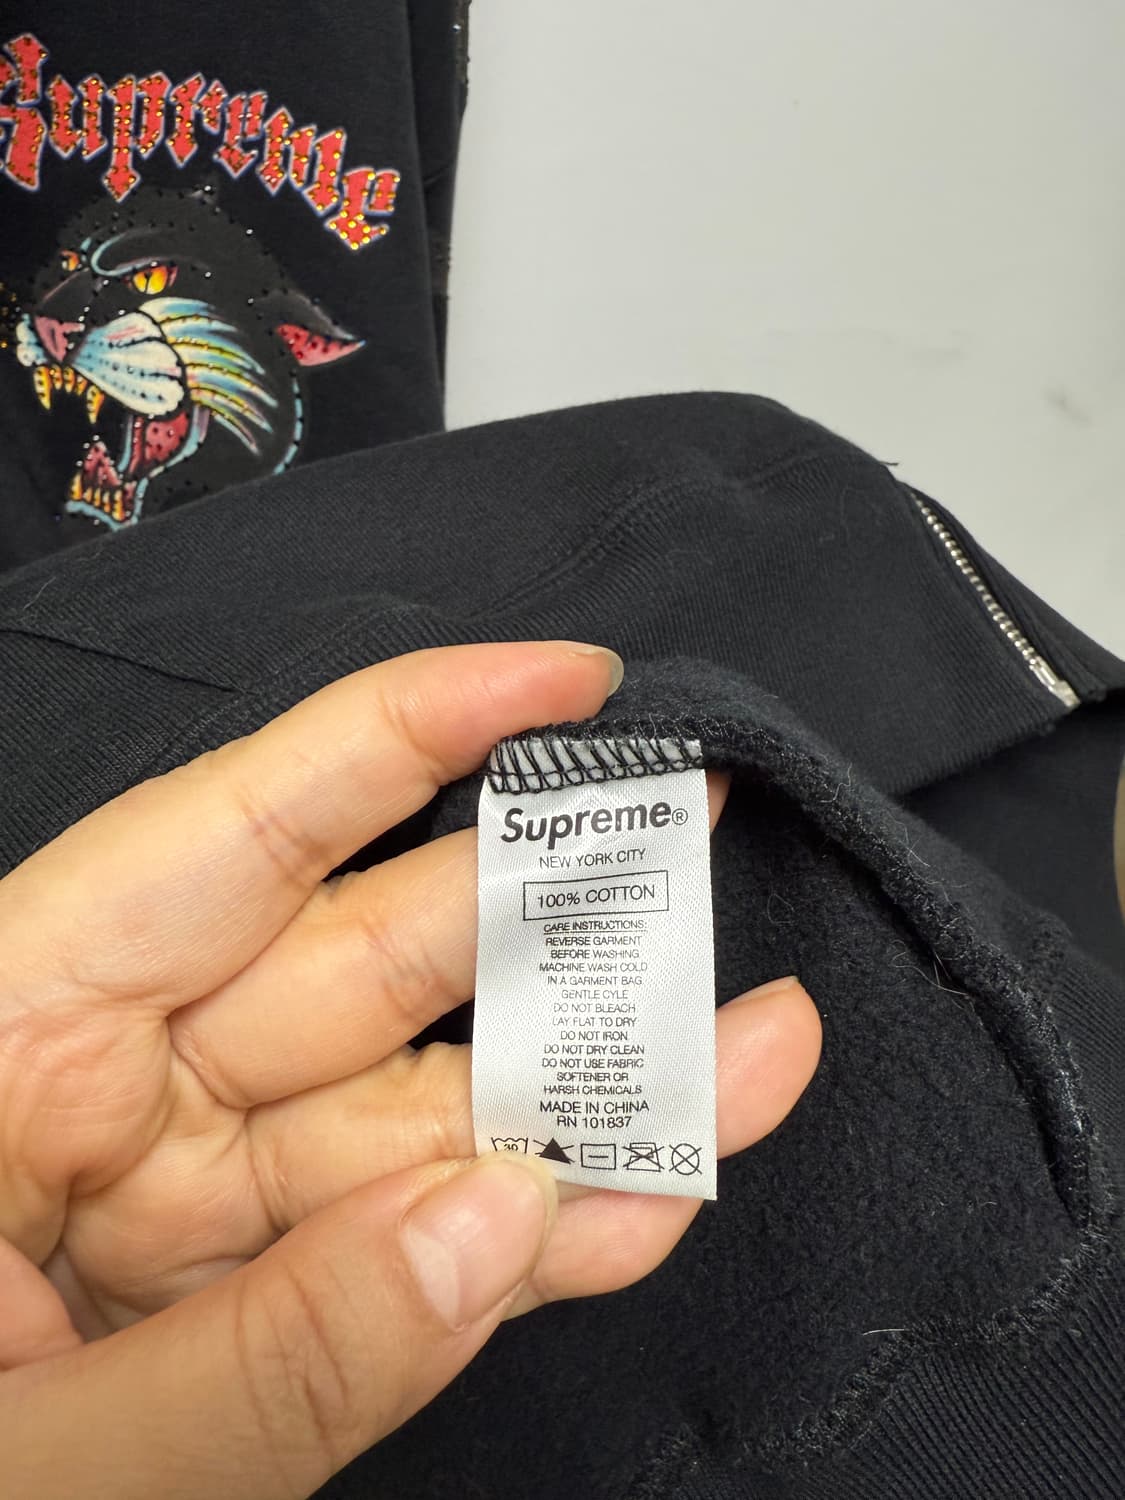 Supreme
Supreme®
NEW YORK CITY
100% COTTON
CARE INSTRUCTIONS:
REVERSE GARMENT
BEFORE WASHING
MACHINE WASH COLD
IN A GARMENT BAG
GENTLE CYLE
DO NOT BLEACH
LAY FLAT TO DRY
DO NOT IRON
DO NOT DRY CLEAN
DO NOT USE FABRIC
SOFTENER OR
HARSH CHEMICALS
MADE IN CHINA
RN 101837
30